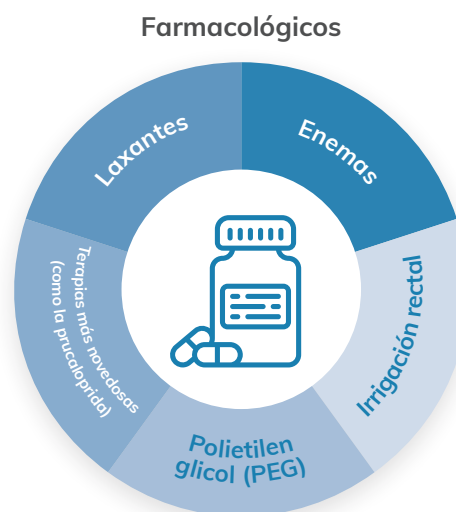 Farmacológicos
Enemas
Irrigación rectal
Polietilen
glicol (PEG)
Terapias más novedosas
(como la prucaloprida)
Laxantes